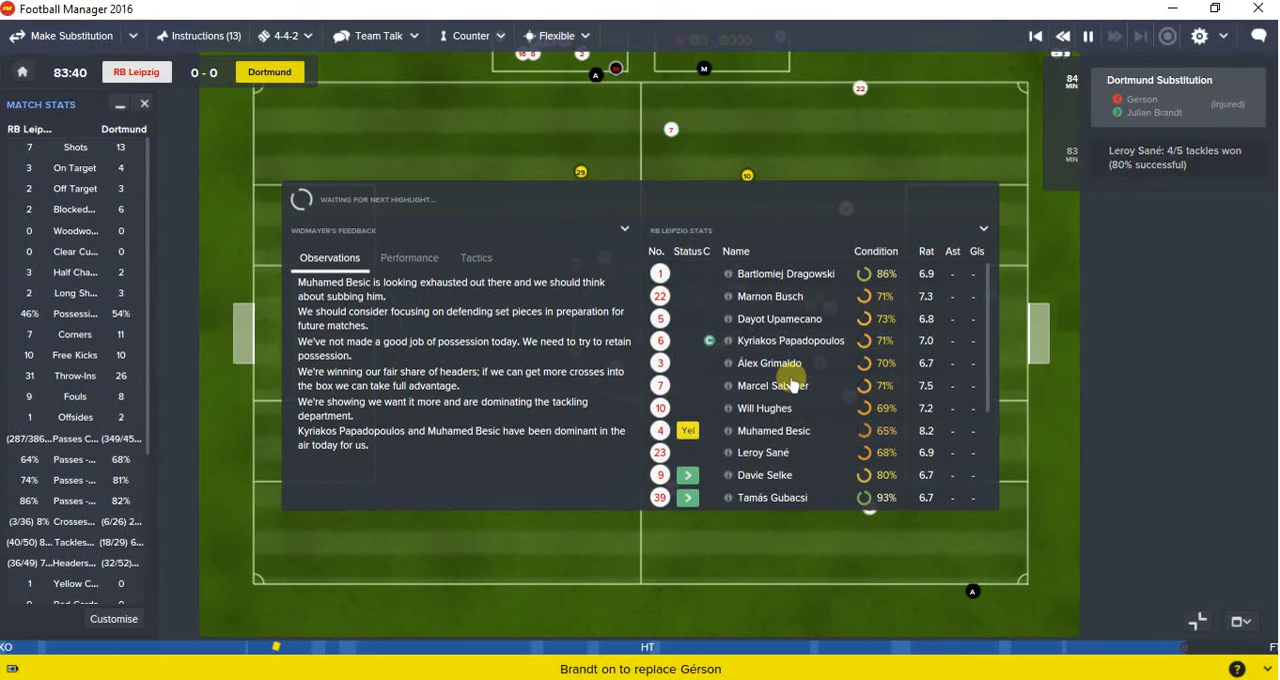 Football Manager 2016
Make Substitution
Instructions (13)
4-4-2
Team Talk
Counter
Flexible
83:40 RB Leipzig 0 - 0 Dortmund
MATCH STATS
RB Leip... Dortmund
7 Shots 13
3 On Target 4
2 Off Target 3
2 Blocked... 6
0 Woodwo... 0
0 Clear Cu... 0
3 Half Cha... 2
2 Long Sh... 3
46% Possessi... 54%
7 Corners 11
10 Free Kicks 10
31 Throw-Ins 26
9 Fouls 8
1 Offsides 2
(287/386... Passes C... (349/45...
64% Passes -... 68%
74% Passes -... 81%
86% Passes -... 82%
(3/36) 8% Crosses... (6/26) 2...
(40/50) 8... Tackles... (18/29) 6...
(36/49) 7... Headers... (32/52)...
1 Yellow C... 0
Customise
A
M
22
7
29
10
WAITING FOR NEXT HIGHLIGHT...
WIDMAYER'S FEEDBACK
Observations Performance Tactics
Muhamed Besic is looking exhausted out there and we should think
about subbing him.
We should consider focusing on defending set pieces in preparation for
future matches.
We've not made a good job of possession today. We need to try to retain
possession.
We're winning our fair share of headers; if we can get more crosses into
the box we can take full advantage.
We're showing we want it more and are dominating the tackling
department.
Kyriakos Papadopoulos and Muhamed Besic have been dominant in the
air today for us.
RB LEIPZIG STATS
No. Status C Name Condition Rat Ast Gls
1 Bartlomiej Dragowski 86% 6.9 - -
22 Marnon Busch 71% 7.3 - -
5 Dayot Upamecano 73% 6.8 - -
6 C Kyriakos Papadopoulos 71% 7.0 - -
3 Álex Grimaldo 70% 6.7 - -
7 Marcel 71% 7.5 - -
10 Will Hughes 69% 7.2 - -
4 Yel Muhamed Besic 65% 8.2 - -
23 Leroy Sané 68% 6.9 - -
9 Davie Selke 80% 6.7 - -
39 Tamás Gubacsi 93% 6.7 - -
A
84
MIN
Dortmund Substitution
Gerson
Julian Brandt
(Injured)
83
MIN
Leroy Sané: 4/5 tackles won
(80% successful)
KO
HT
F
Brandt on to replace Gérson
?